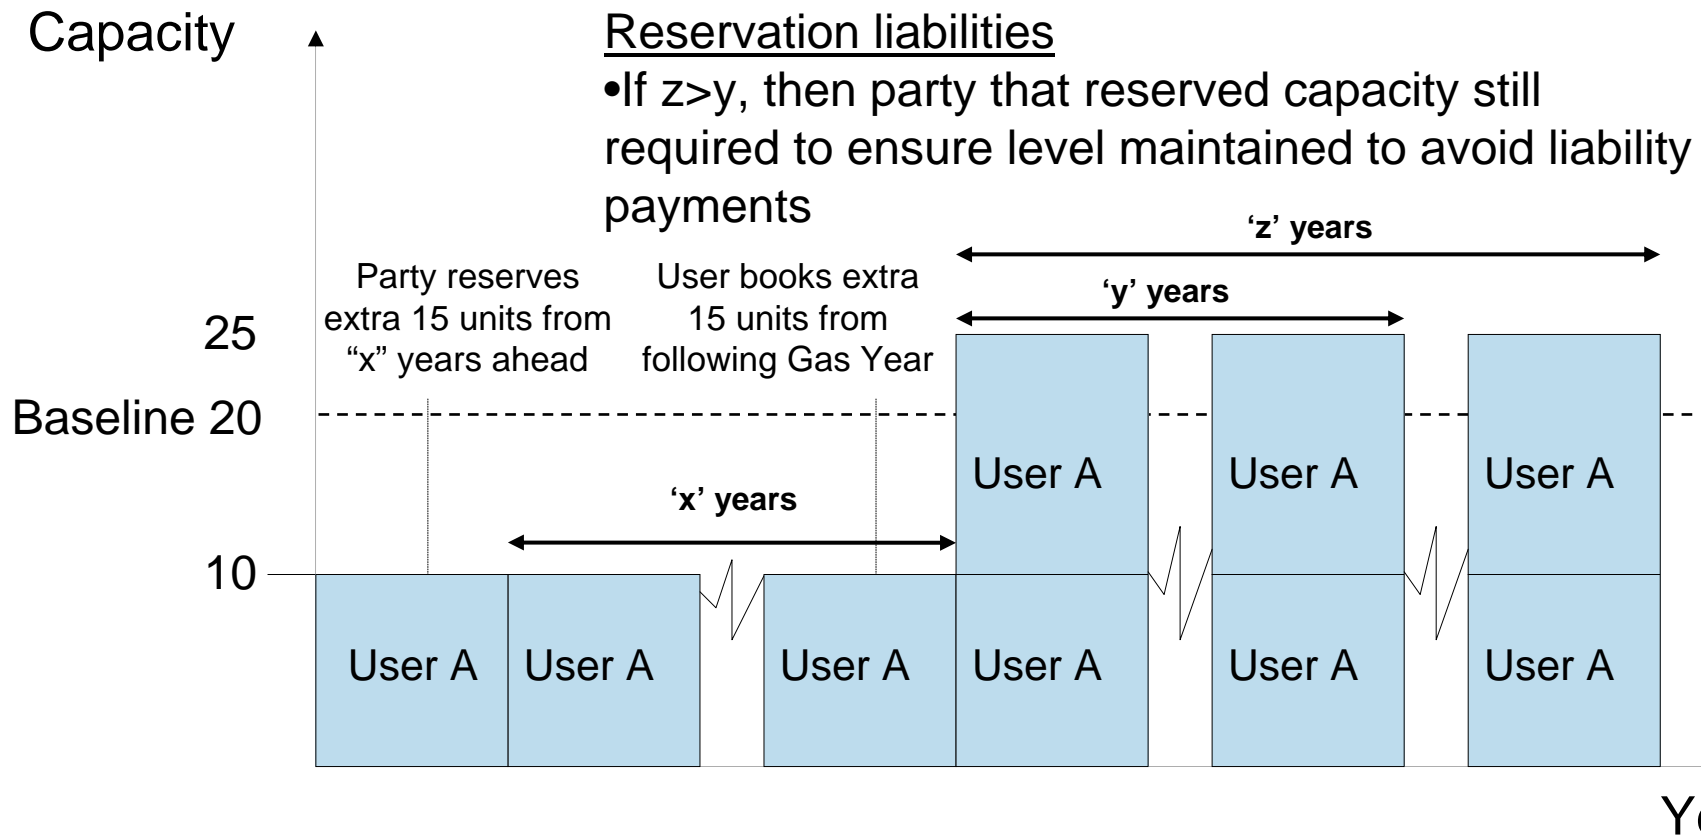 Capacity
Reservation liabilities
•If z>y, then party that reserved capacity still
required to ensure level maintained to avoid liability
payments
‘z’ years
Party reserves
extra 15 units from
“x” years ahead
User books extra
15 units from
following Gas Year
‘y’ years
25
Baseline 20
‘x’ years
User A
User A
User A
10
User A
User A
User A
User A
User A
User A